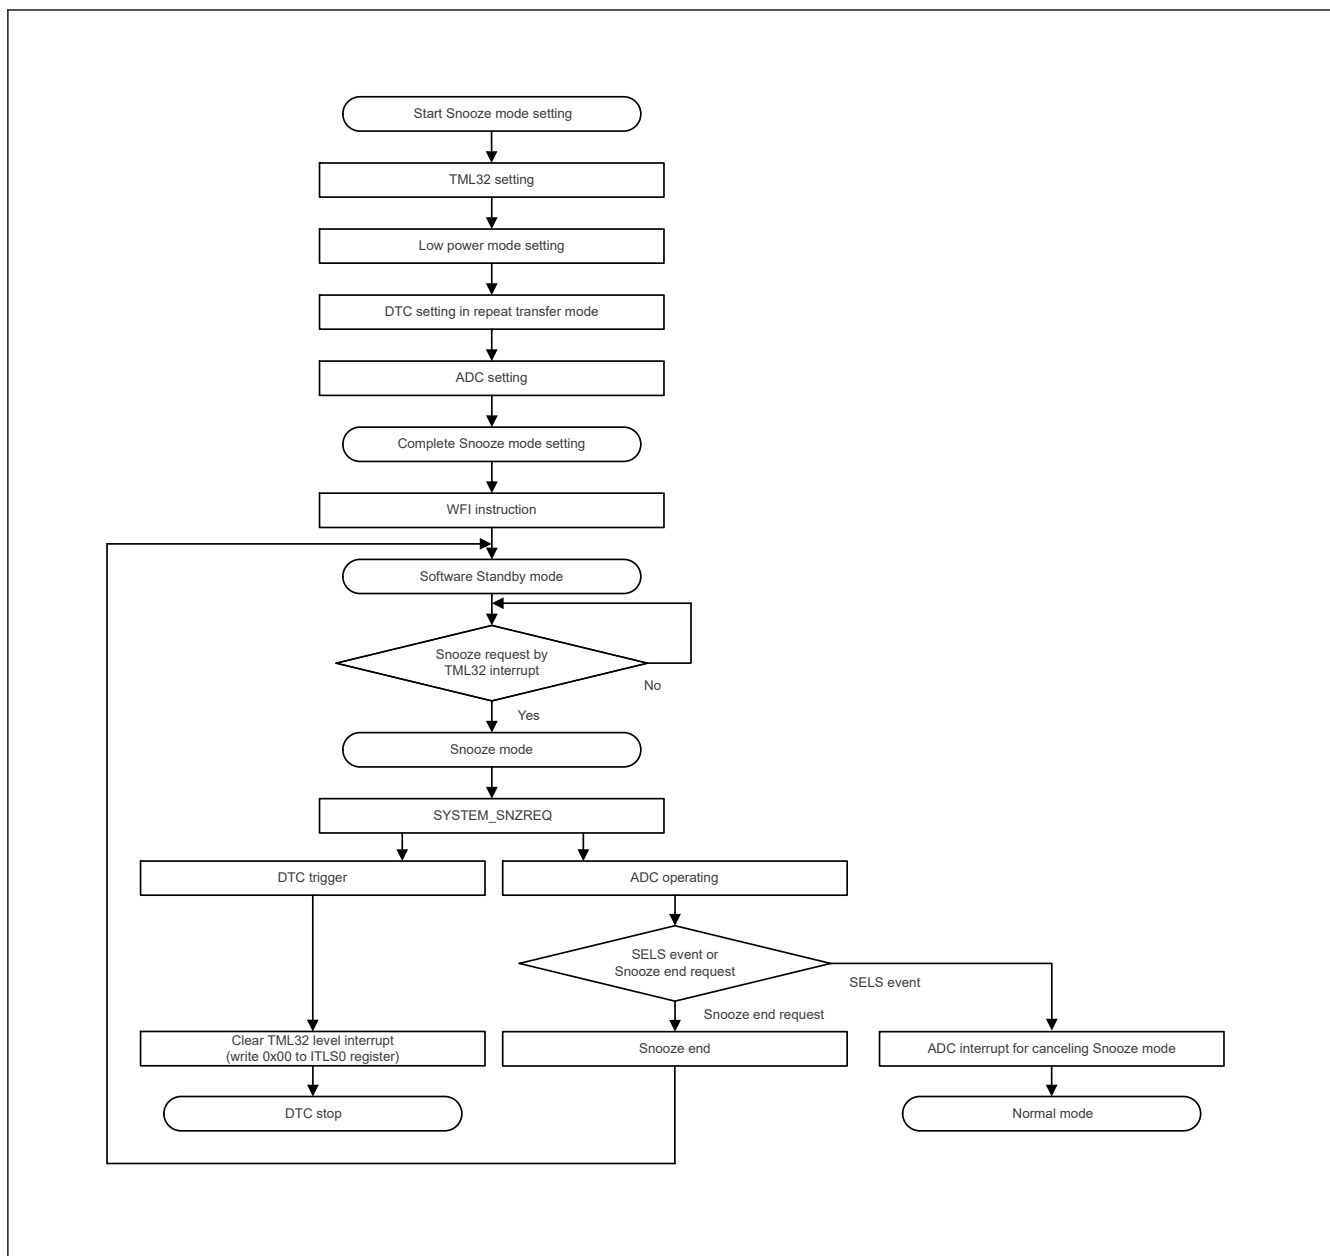 Start Snooze mode setting
TML32 setting
Low power mode setting
DTC setting in repeat transfer mode
ADC setting
Complete Snooze mode setting
WFI instruction
Software Standby mode
Snooze request by
TML32 interrupt
No
Yes
Snooze mode
SYSTEM_SNZREQ
DTC trigger
ADC operating
SELS event or
Snooze end request
SELS event
Snooze end request
Clear TML32 level interrupt
(write 0x00 to ITLS0 register)
Snooze end
ADC interrupt for canceling Snooze mode
DTC stop
Normal mode